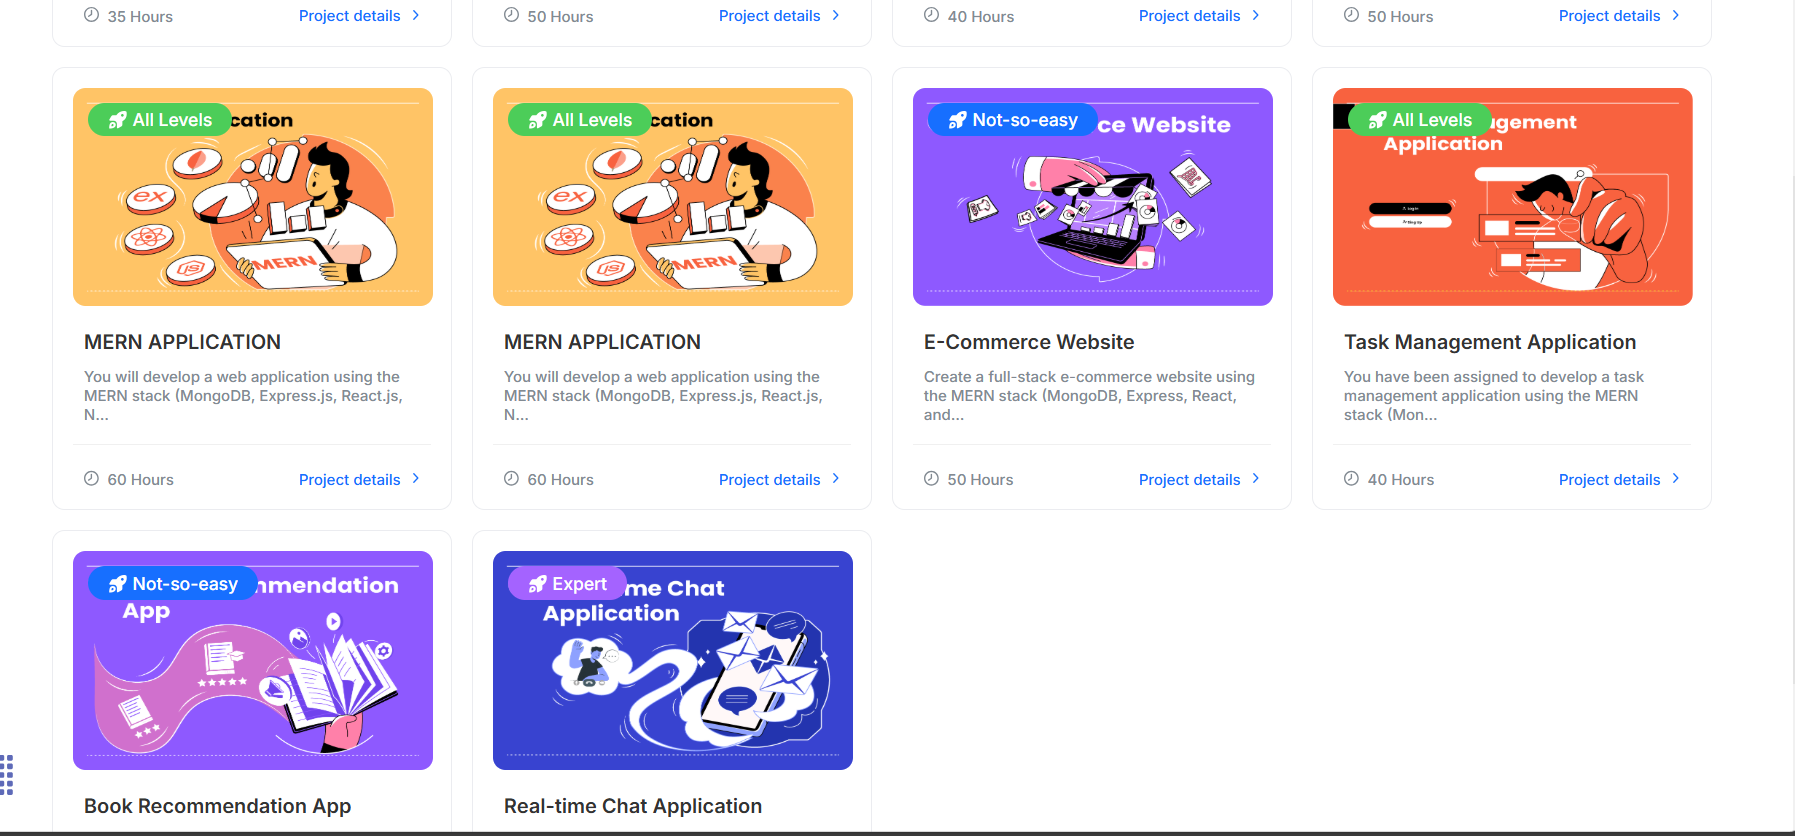 35 Hours
Project details
50 Hours
Project details
40 Hours
Project details
50 Hours
Project details
All Levels
cation
ex
JS
MERN
MERN APPLICATION
You will develop a web application using the
MERN stack (MongoDB, Express.js, React.js,
N...
60 Hours
Project details
All Levels
cation
ex
JS
MERN
MERN APPLICATION
You will develop a web application using the
MERN stack (MongoDB, Express.js, React.js,
N...
60 Hours
Project details
Not-so-easy
ce Website
E-Commerce Website
Create a full-stack e-commerce website using
the MERN stack (MongoDB, Express, React,
and...
50 Hours
Project details
All Levels
gement
Application
Task Management Application
You have been assigned to develop a task
management application using the MERN
stack (Mon...
40 Hours
Project details
Not-so-easy
mmendation
App
Book Recommendation App
Expert
me Chat
Application
Real-time Chat Application